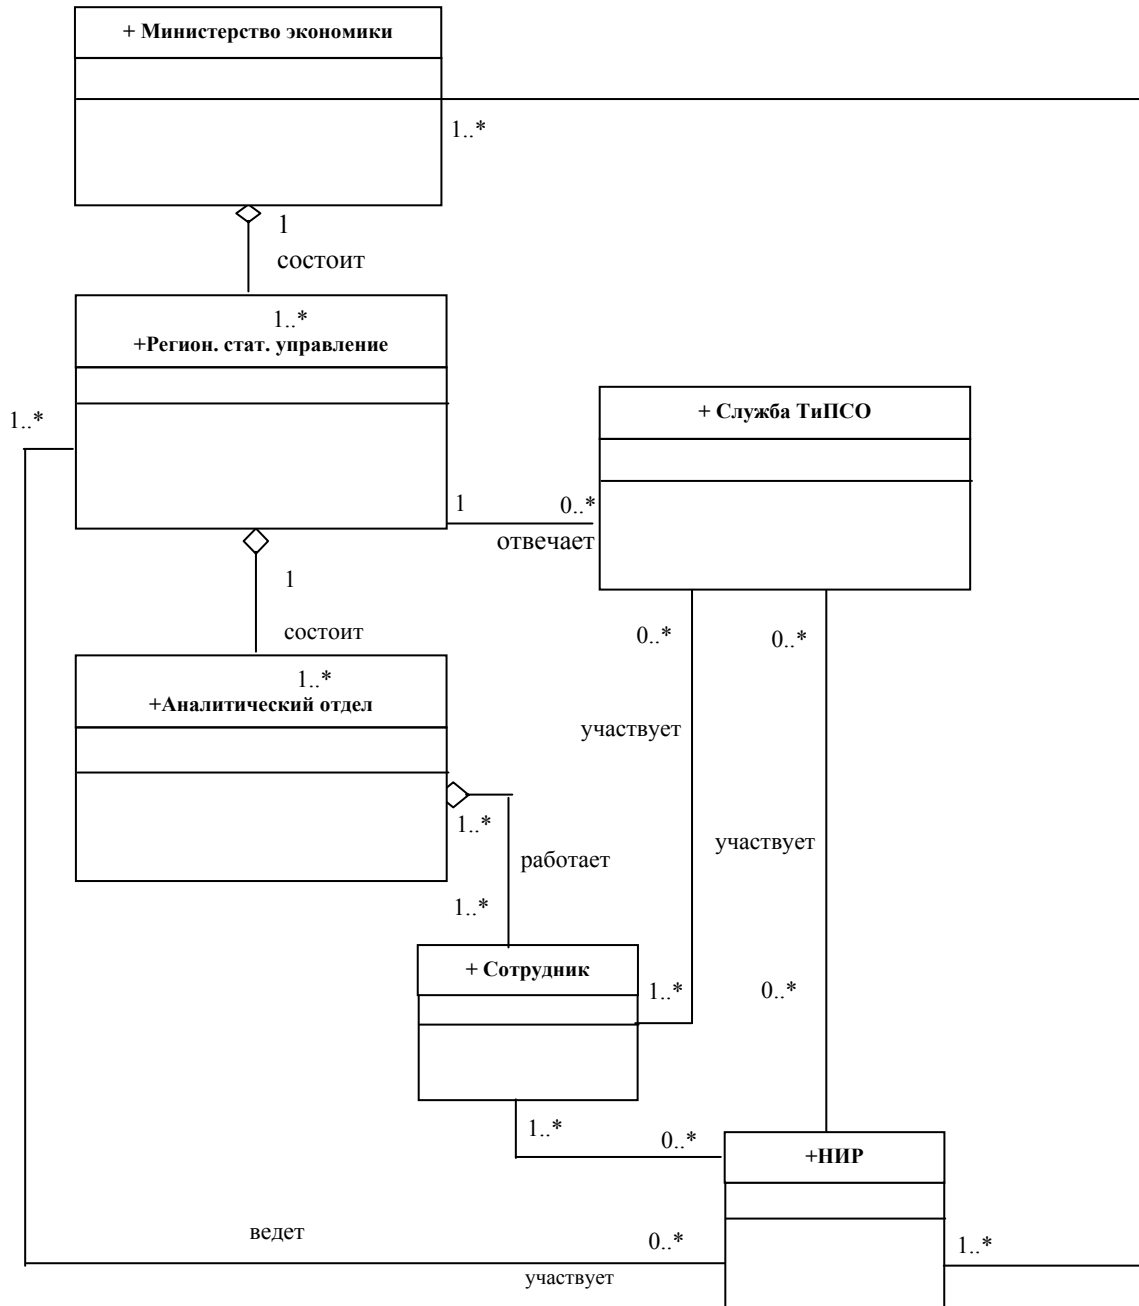 + Министерство экономики
1..*
1
состоит
1..*
+Регион. стат. управление
1..*
+ Служба ТиПСО
1
0..*
отвечает
1
состоит
0..*
0..*
1..*
+Аналитический отдел
участвует
1..*
участвует
работает
1..*
+ Сотрудник
1..*
0..*
1..*
0..*
+НИР
ведет
0..*
1..*
участвует